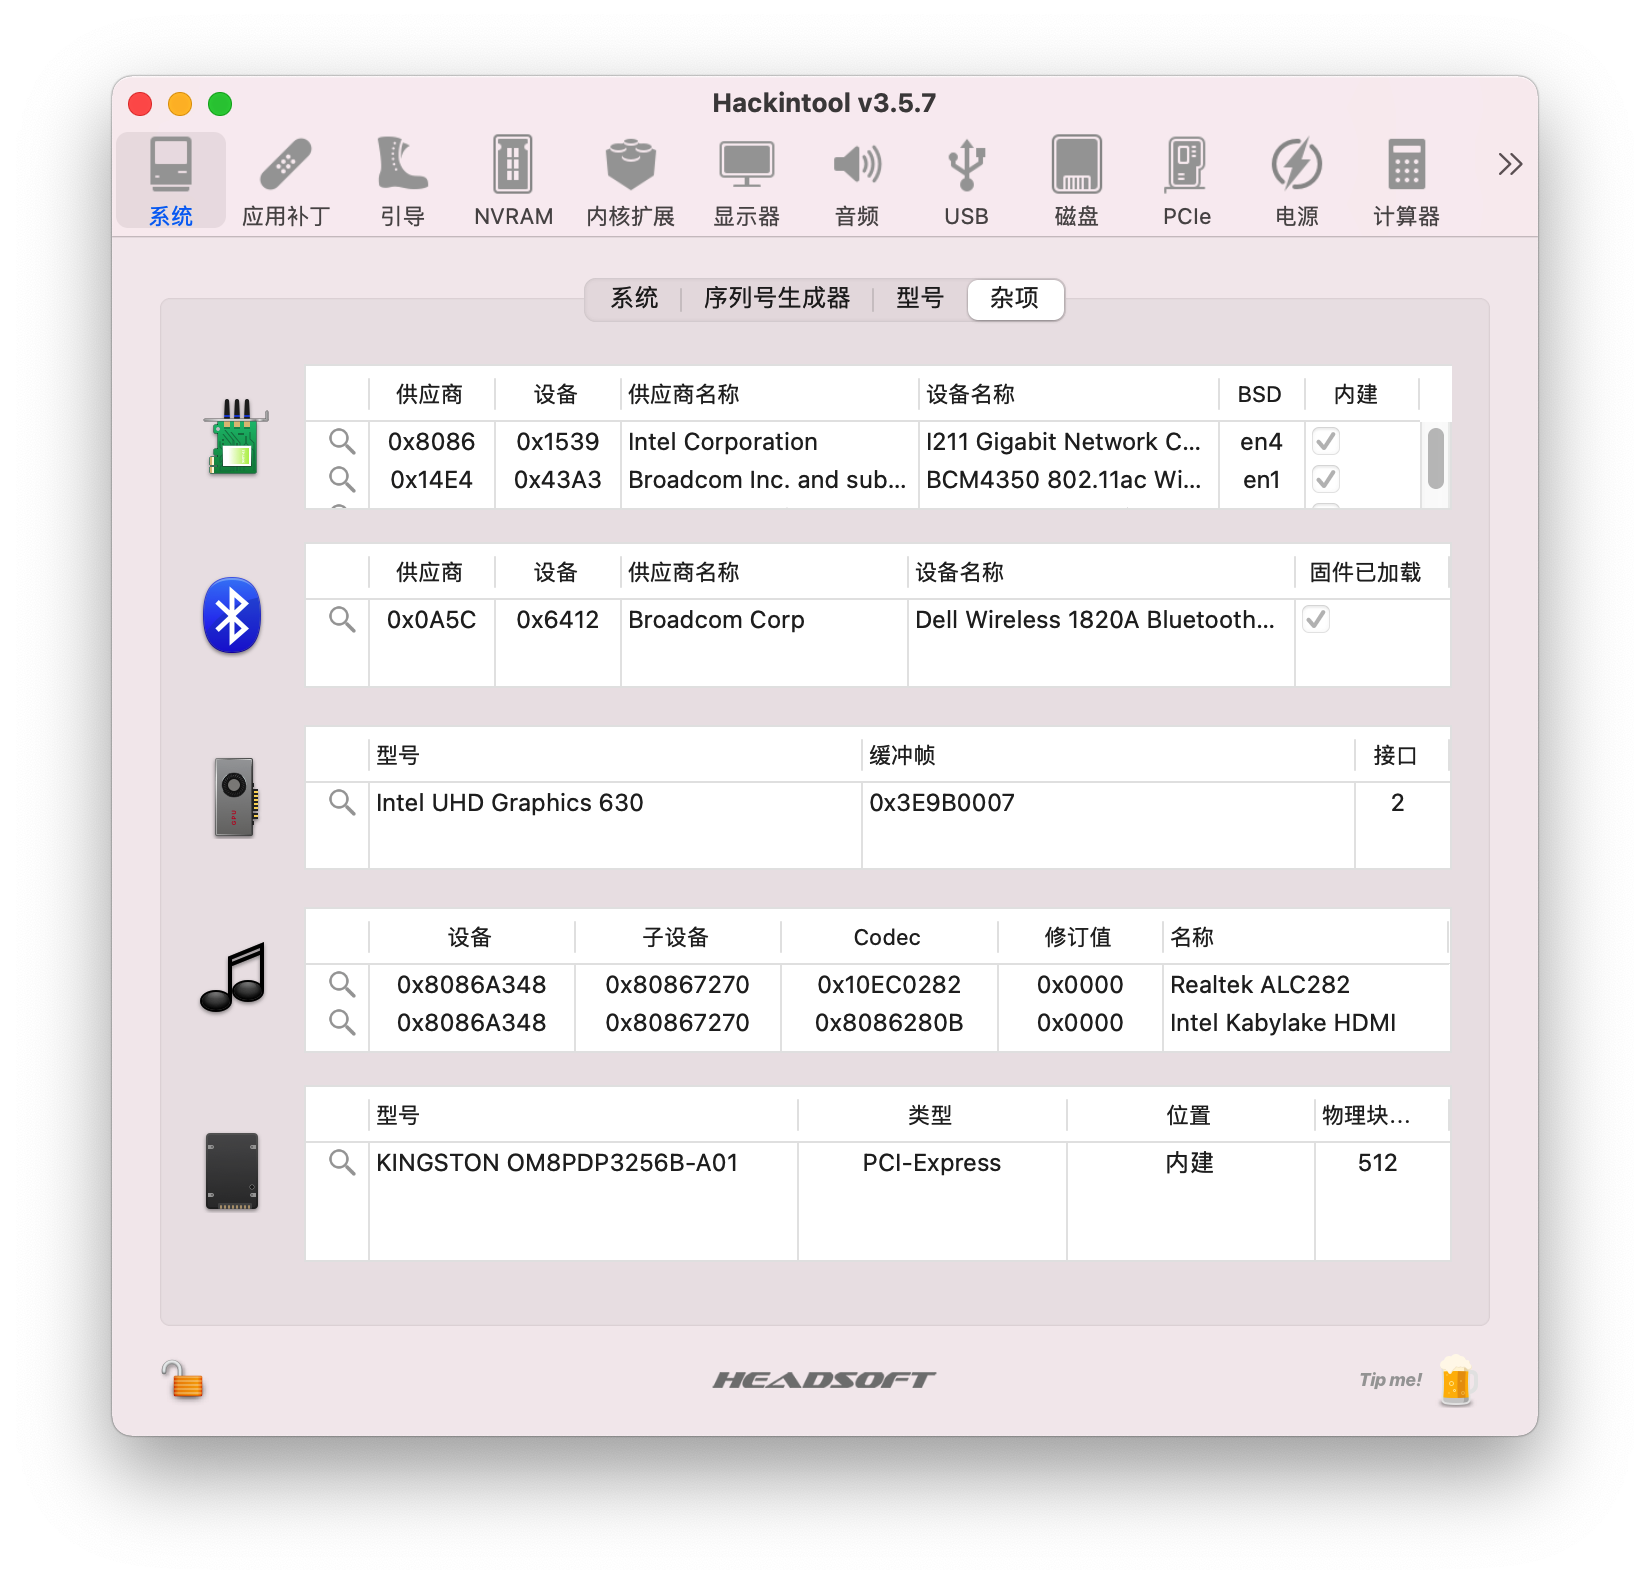 Hackintool v3.5.7
系统 应用补丁 引导 NVRAM 内核扩展 显示器 音频 USB 磁盘 PCIe 电源 计算器
系统 序列号生成器 型号 杂项
供应商 设备 供应商名称 设备名称 BSD 内建
0x8086 0x1539 Intel Corporation I211 Gigabit Network C... en4
0x14E4 0x43A3 Broadcom Inc. and sub... BCM4350 802.11ac Wi... en1
供应商 设备 供应商名称 设备名称 固件已加载
0x0A5C 0x6412 Broadcom Corp Dell Wireless 1820A Bluetooth...
型号 缓冲帧 接口
Intel UHD Graphics 630 0x3E9B0007 2
设备 子设备 Codec 修订值 名称
0x8086A348 0x80867270 0x10EC0282 0x0000 Realtek ALC282
0x8086A348 0x80867270 0x8086280B 0x0000 Intel Kabylake HDMI
型号 类型 位置 物理块...
KINGSTON OM8PDP3256B-A01 PCI-Express 内建 512
HEADSOFT
Tip me!